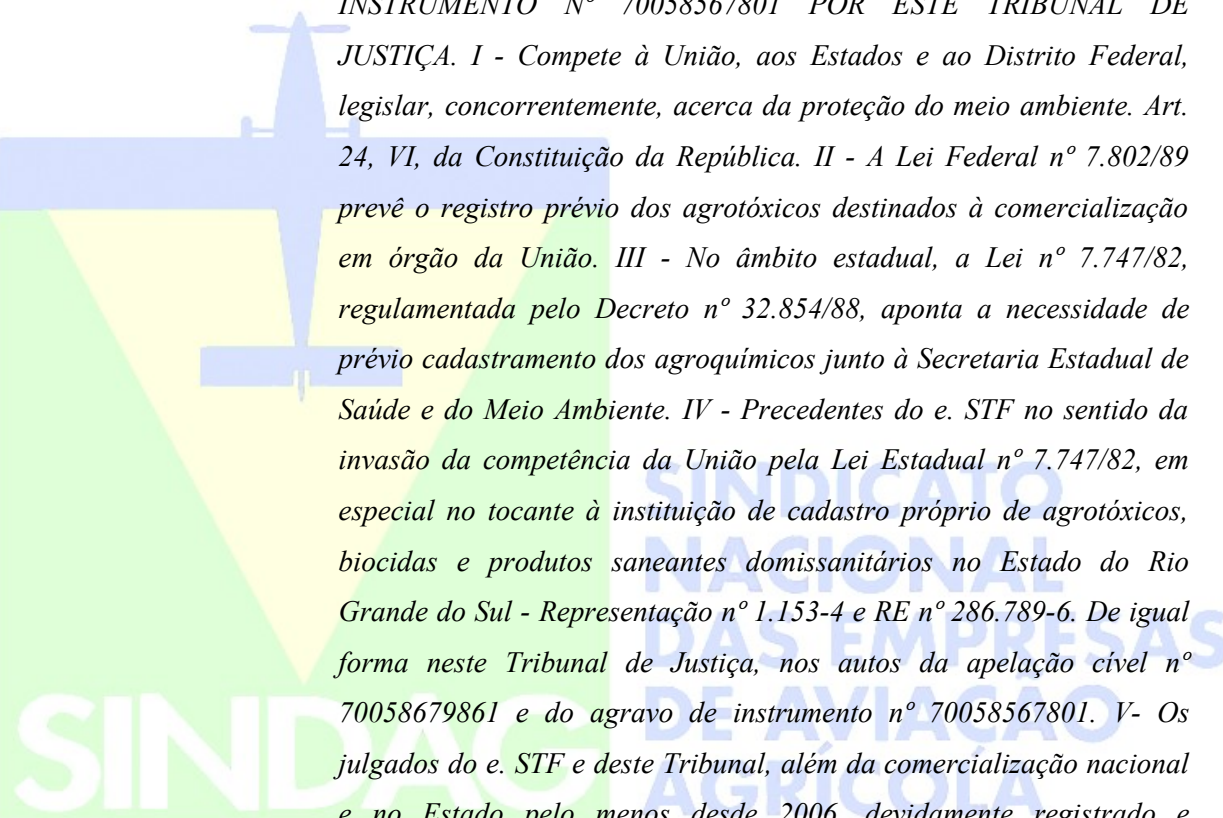 INSTRUMENTO Nº 70058567801 POR ESTE TRIBUNAL DE
JUSTIÇA. I - Compete à União, aos Estados e ao Distrito Federal,
legislar, concorrentemente, acerca da proteção do meio ambiente. Art.
24, VI, da Constituição da República. II - A Lei Federal nº 7.802/89
prevê o registro prévio dos agrotóxicos destinados à comercialização
em órgão da União. III - No âmbito estadual, a Lei nº 7.747/82,
regulamentada pelo Decreto nº 32.854/88, aponta a necessidade de
prévio cadastramento dos agroquímicos junto à Secretaria Estadual de
Saúde e do Meio Ambiente. IV - Precedentes do e. STF no sentido da
invasão da competência da União pela Lei Estadual nº 7.747/82, em
especial no tocante à instituição de cadastro próprio de agrotóxicos,
biocidas e produtos saneantes domissanitários no Estado do Rio
Grande do Sul - Representação nº 1.153-4 e RE nº 286.789-6. De igual
forma neste Tribunal de Justiça, nos autos da apelação cível nº
70058679861 e do agravo de instrumento nº 70058567801. V- Os
julgados do e. STF e deste Tribunal, além da comercialização nacional
e no Estado pelo menos desde 2006, devidamente registrado e
SINDAG
SINDICATO
NACIONAL
DAS EMPRESAS
DE AVIAÇÃO
AGRÍCOLA